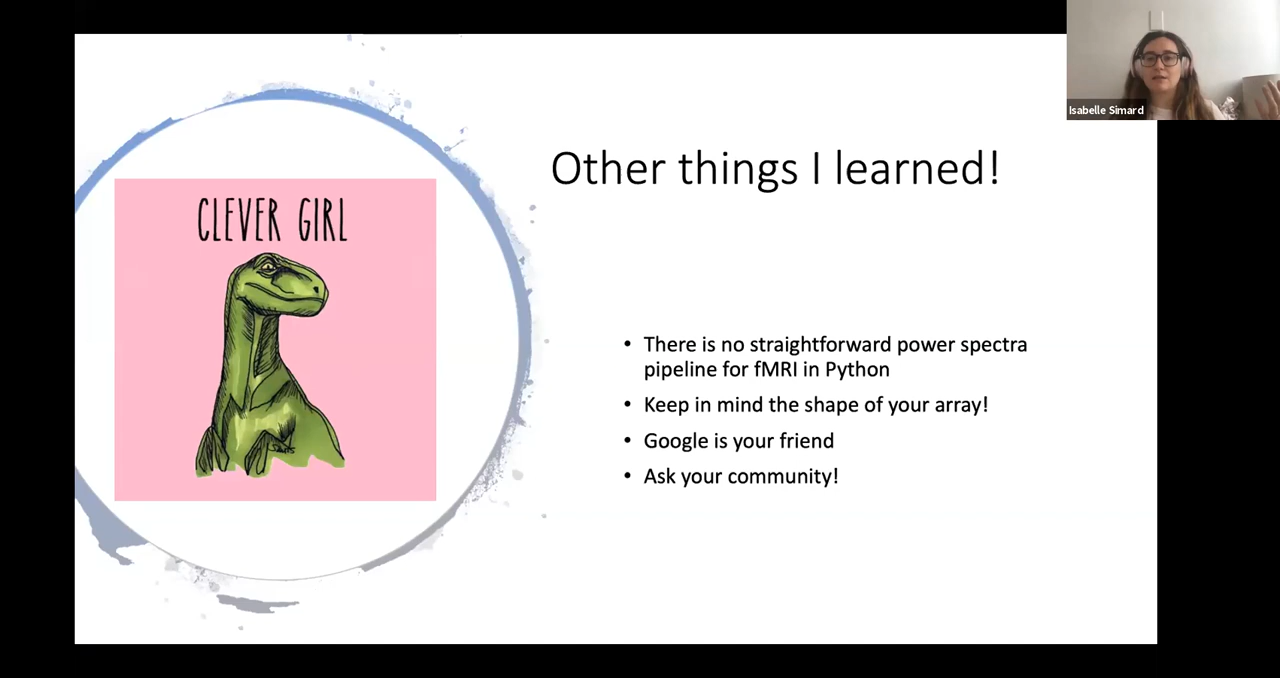 Isabelle Simard
Other things I learned!
CLEVER GIRL
• There is no straightforward power spectra
pipeline for fMRI in Python
• Keep in mind the shape of your array!
• Google is your friend
• Ask your community!